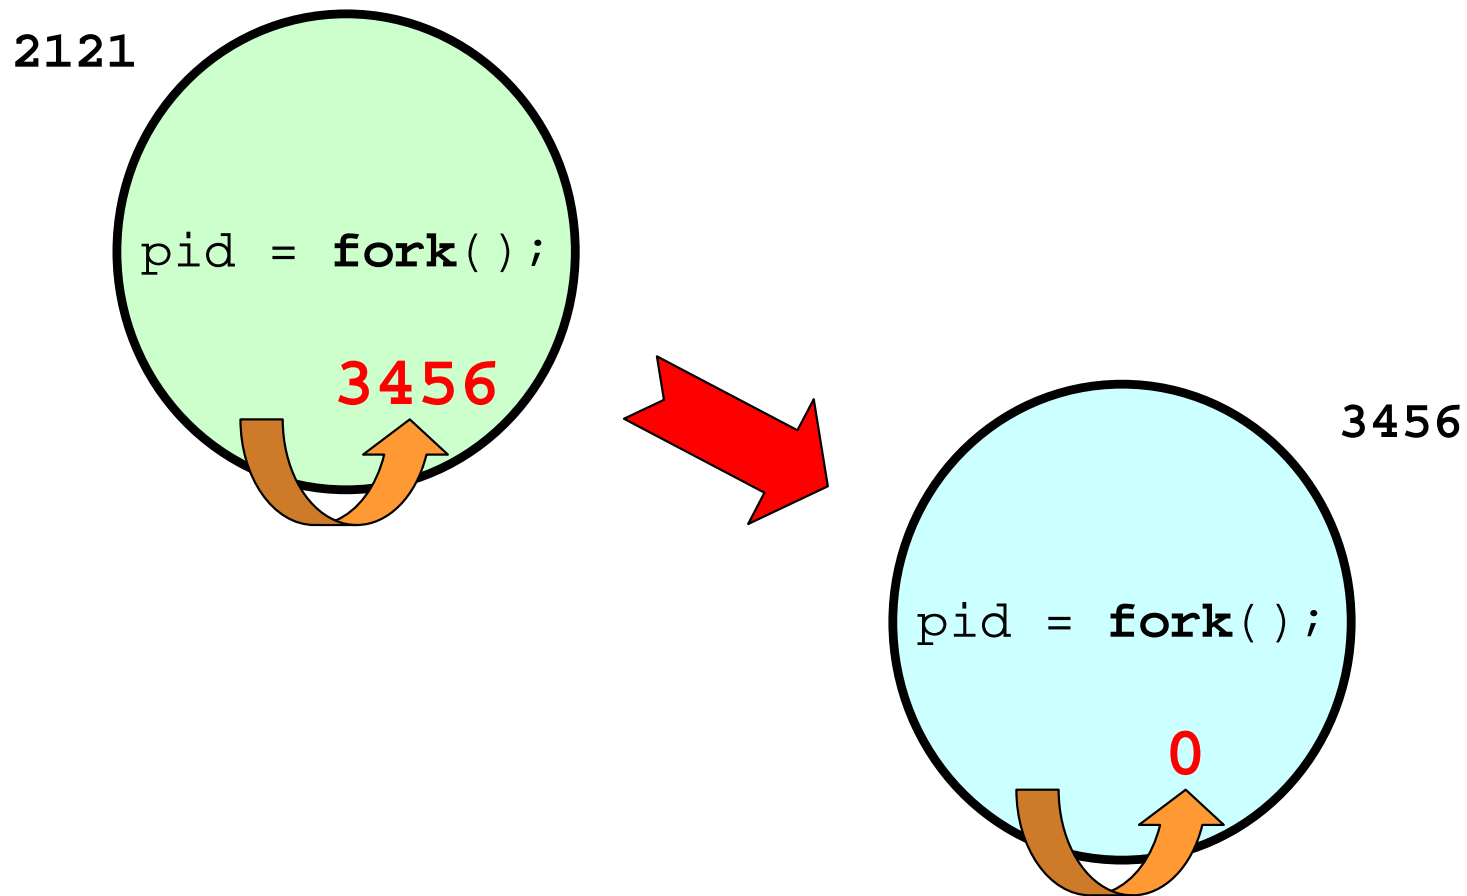 2121
pid = fork();
3456
3456
pid = fork();
0